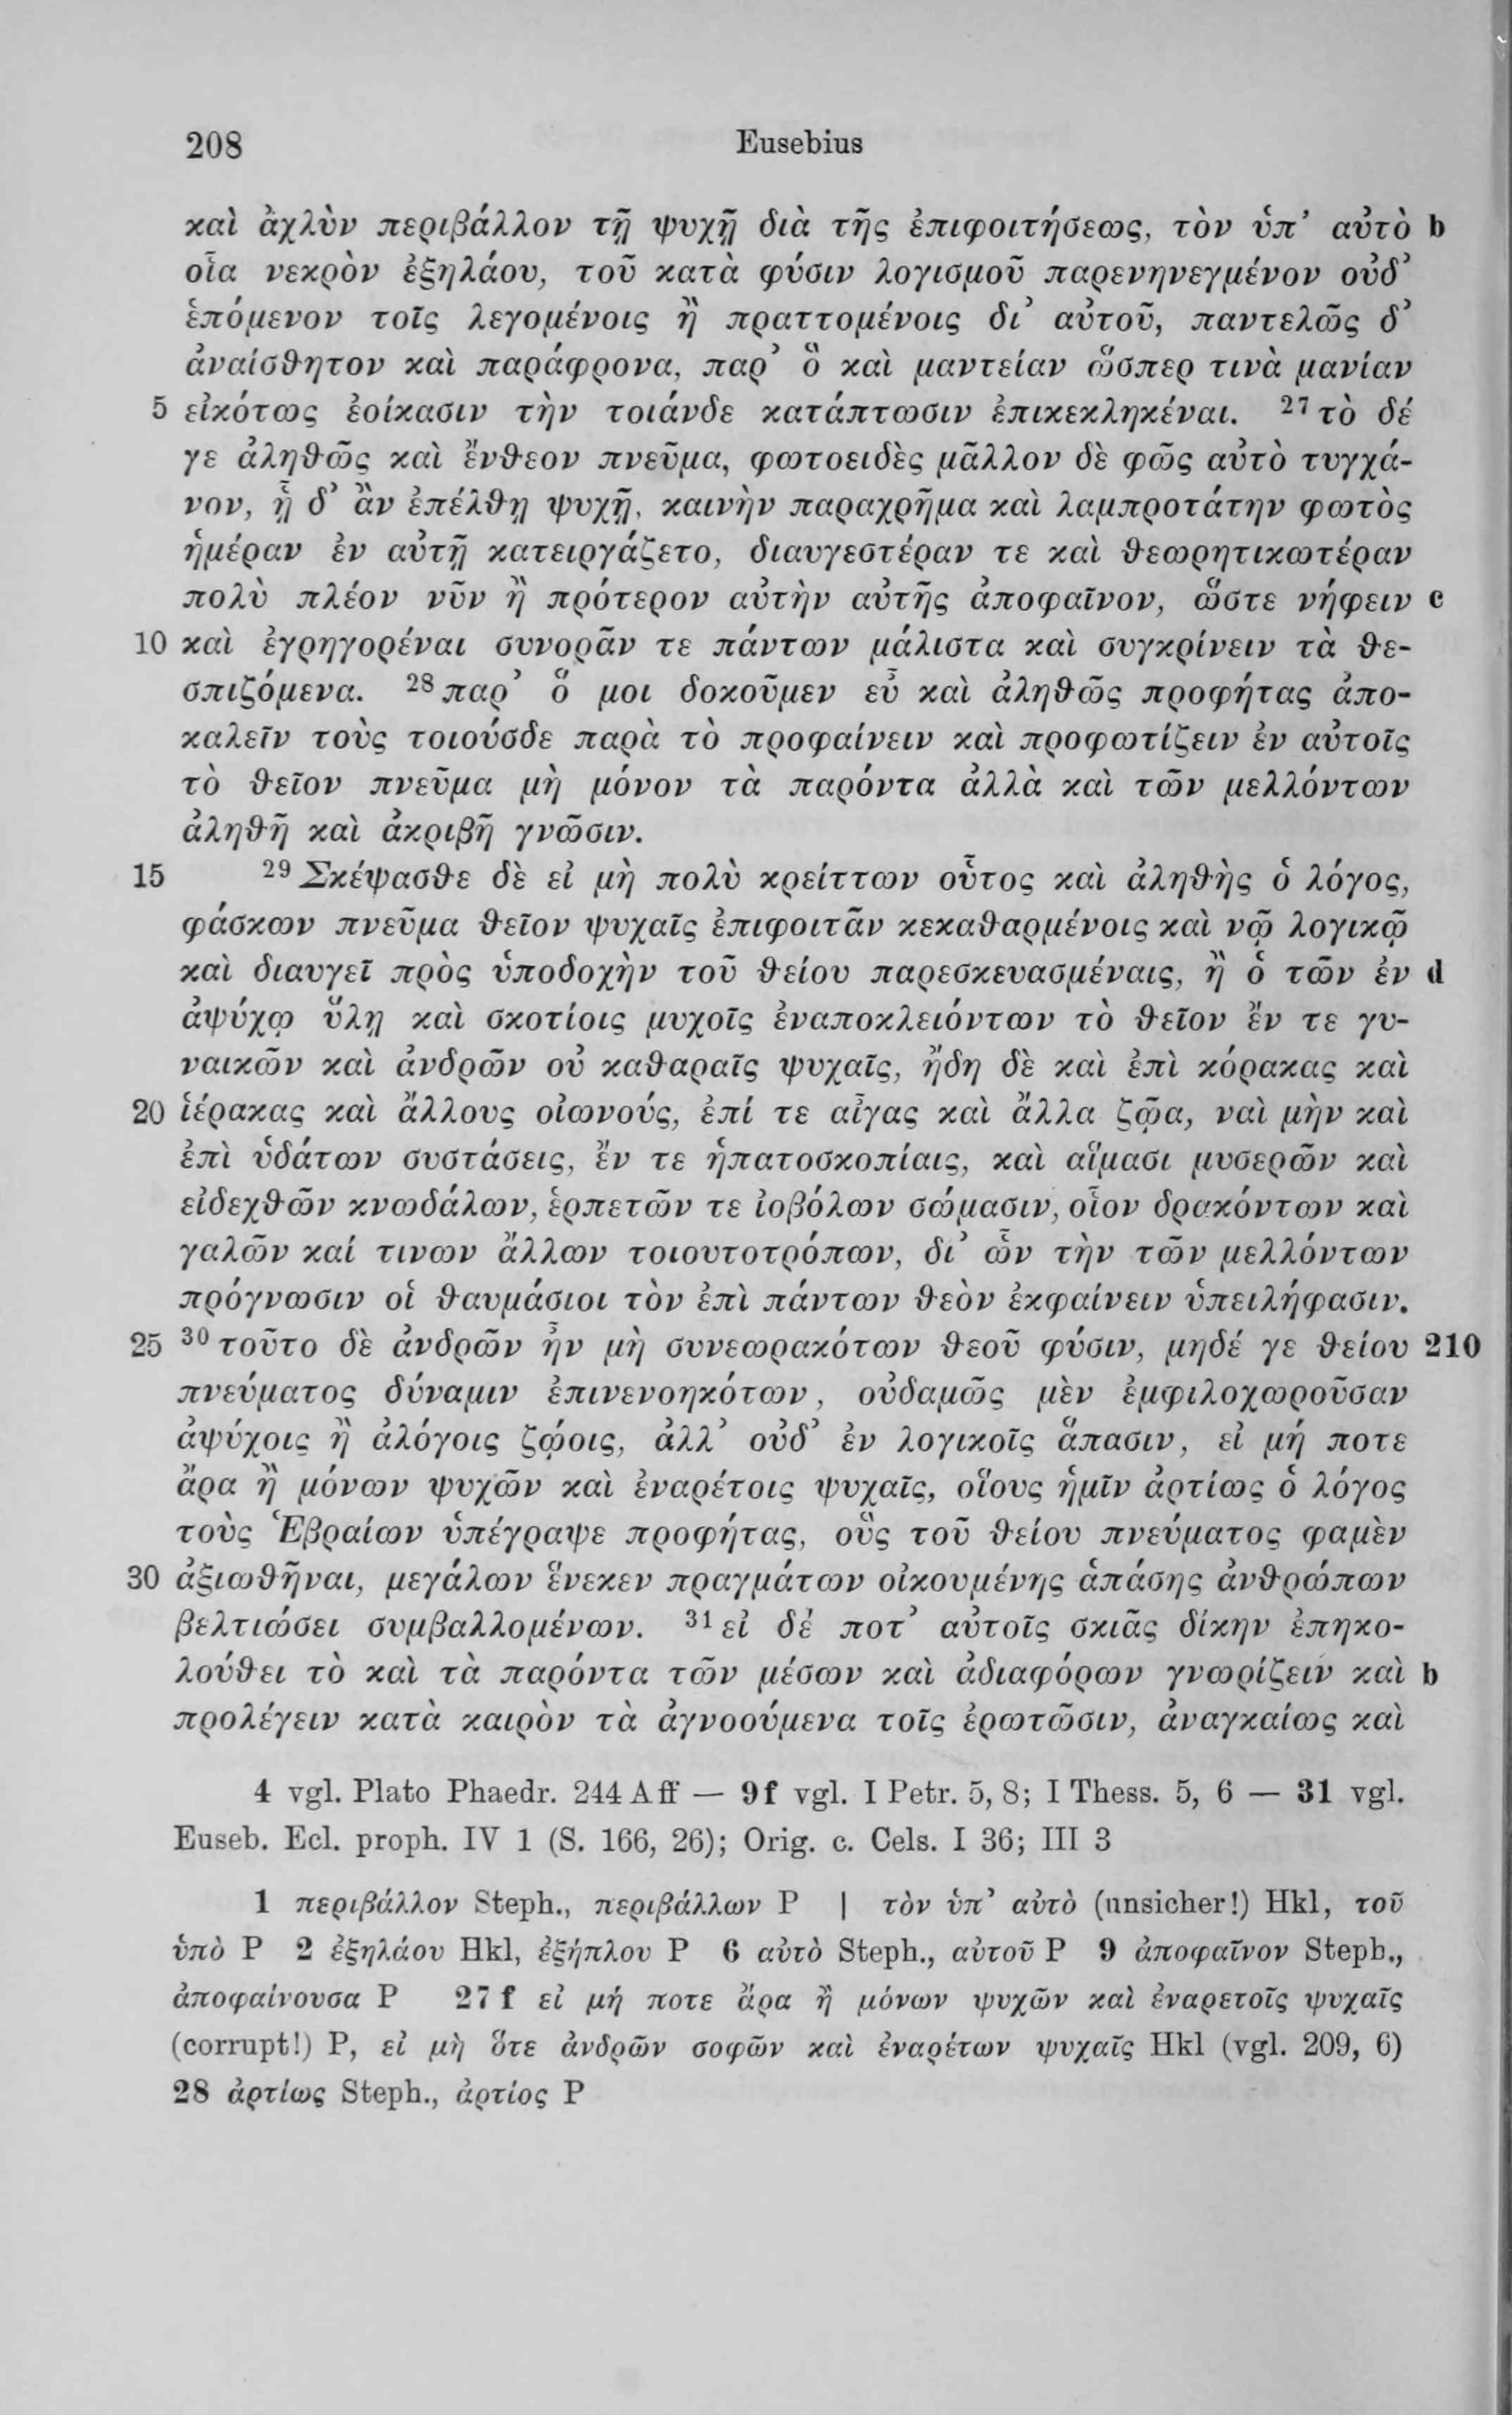 208 Eusebius
καὶ ἀχλὺν περιβάλλον τῇ ψυχῇ διὰ τῆς ἐπιφοιτήσεως, τὸν ὑπ’ αὐτὸ b
οἷα νεκρὸν ἐξηλάου, τοῦ κατὰ φύσιν λογισμοῦ παρενηνεγμένον οὐδ’
ἑπόμενον τοῖς λεγομένοις ἢ πραττομένοις δι’ αὐτοῦ, παντελῶς δ’
ἀναίσθητον καὶ παράφρονα, παρ’ ὃ καὶ μαντείαν ὥσπερ τινὰ μανίαν
5 εἰκότως ἐοίκασιν τὴν τοιάνδε κατάπτωσιν ἐπικεκληκέναι. 27 τὸ δέ
γε ἀληθῶς καὶ ἔνθεον πνεῦμα, φωτοειδὲς μᾶλλον δὲ φῶς αὐτὸ τυγχά-
νον, ᾗ δ’ ἂν ἐπέλθῃ ψυχῇ, καινὴν παραχρῆμα καὶ λαμπροτάτην φωτὸς
ἡμέραν ἐν αὐτῇ κατειργάζετο, διαυγεστέραν τε καὶ θεωρητικωτέραν
πολὺ πλέον νῦν ἢ πρότερον αὐτὴν αὐτῆς ἀποφαῖνον, ὥστε νήφειν c
10 καὶ ἐγρηγορέναι συνορᾶν τε πάντων μάλιστα καὶ συγκρίνειν τὰ θε-
σπιζόμενα. 28 παρ’ ὅ μοι δοκοῦμεν εὖ καὶ ἀληθῶς προφήτας ἀπο-
καλεῖν τοὺς τοιούσδε παρὰ τὸ προφαίνειν καὶ προφωτίζειν ἐν αὐτοῖς
τὸ θεῖον πνεῦμα μὴ μόνον τὰ παρόντα ἀλλὰ καὶ τῶν μελλόντων
ἀληθῆ καὶ ἀκριβῆ γνῶσιν.
15 29 Σκέψασθε δὲ εἰ μὴ πολὺ κρείττων οὗτος καὶ ἀληθὴς ὁ λόγος,
φάσκων πνεῦμα θεῖον ψυχαῖς ἐπιφοιτᾶν κεκαθαρμένοις καὶ νῷ λογικῷ
καὶ διαυγεῖ πρὸς ὑποδοχὴν τοῦ θείου παρεσκευασμέναις, ἢ ὁ τῶν ἐν d
ἀψύχῳ ὕλῃ καὶ σκοτίοις μυχοῖς ἐναποκλειόντων τὸ θεῖον ἔν τε γυ-
ναικῶν καὶ ἀνδρῶν οὐ καθαραῖς ψυχαῖς, ἤδη δὲ καὶ ἐπὶ κόρακας καὶ
20 ἱέρακας καὶ ἄλλους οἰωνούς, ἐπί τε αἶγας καὶ ἄλλα ζῷα, ναὶ μὴν καὶ
ἐπὶ ὑδάτων συστάσεις, ἔν τε ἡπατοσκοπίαις, καὶ αἵμασι μυσερῶν καὶ
εἰδεχθῶν κνωδάλων, ἑρπετῶν τε ἰοβόλων σώμασιν, οἷον δρακόντων καὶ
γαλῶν καί τινων ἄλλων τοιουτοτρόπων, δι’ ὧν τὴν τῶν μελλόντων
πρόγνωσιν οἱ θαυμάσιοι τὸν ἐπὶ πάντων θεὸν ἐκφαίνειν ὑπειλήφασιν.
25 30 τοῦτο δὲ ἀνδρῶν ἦν μὴ συνεωρακότων θεοῦ φύσιν, μηδέ γε θείου 210
πνεύματος δύναμιν ἐπινενοηκότων, οὐδαμῶς μὲν ἐμφιλοχωροῦσαν
ἀψύχοις ἢ ἀλόγοις ζῴοις, ἀλλ’ οὐδ’ ἐν λογικοῖς ἅπασιν, εἰ μή ποτε
ἄρα ἢ μόνων ψυχῶν καὶ ἐναρέτοις ψυχαῖς, οἵους ἡμῖν ἀρτίως ὁ λόγος
τοὺς Ἑβραίων ὑπέγραψε προφήτας, οὓς τοῦ θείου πνεύματος φαμὲν
30 ἀξιωθῆναι, μεγάλων ἕνεκεν πραγμάτων οἰκουμένης ἁπάσης ἀνθρώπων
βελτιώσει συμβαλλομένων. 31 εἰ δέ ποτ’ αὐτοῖς σκιᾶς δίκην ἐπηκο-
λούθει τὸ καὶ τὰ παρόντα τῶν μέσων καὶ ἀδιαφόρων γνωρίζειν καὶ b
προλέγειν κατὰ καιρὸν τὰ ἀγνοούμενα τοῖς ἐρωτῶσιν, ἀναγκαίως καὶ
4 vgl. Plato Phaedr. 244 A ff — 9 f vgl. I Petr. 5, 8; I Thess. 5, 6 — 31 vgl.
Euseb. Ecl. proph. IV 1 (S. 166, 26); Orig. c. Cels. I 36; III 3
1 περιβάλλον Steph., περιβάλλων P | τὸν ὑπ’ αὐτὸ (unsicher!) Hkl, τοῦ
ὑπὸ P 2 ἐξηλάου Hkl, ἐξήπλου P 6 αὐτὸ Steph., αὐτοῦ P 9 ἀποφαῖνον Steph.,
ἀποφαίνουσα P 27 f εἰ μή ποτε ἄρα ἢ μόνων ψυχῶν καὶ ἐναρετοῖς ψυχαῖς
(corrupt!) P, εἰ μὴ ὅτε ἀνδρῶν σοφῶν καὶ ἐναρέτων ψυχαῖς Hkl (vgl. 209, 6)
28 ἀρτίως Steph., ἀρτίος P